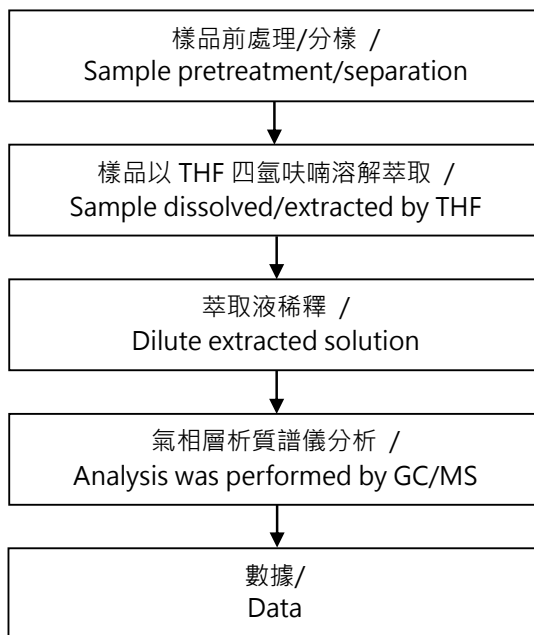 樣品前處理/分樣 /
Sample pretreatment/separation
樣品以 THF 四氫呋喃溶解萃取 /
Sample dissolved/extracted by THF
萃取液稀釋 /
Dilute extracted solution
氣相層析質譜儀分析 /
Analysis was performed by GC/MS
數據/
Data